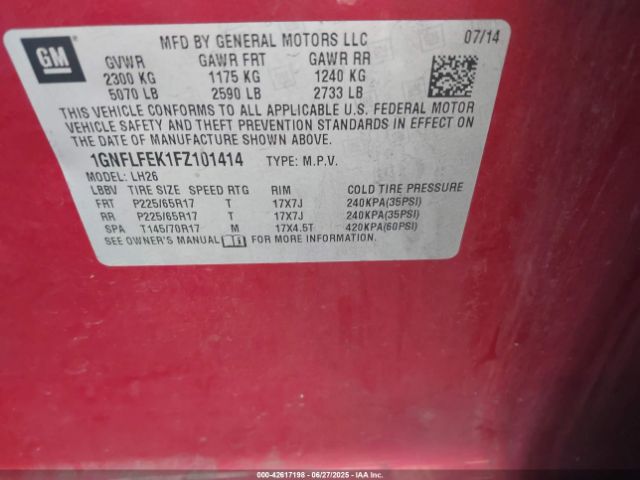 GM
MFD BY GENERAL MOTORS LLC 07/14
GVWR GAWR FRT GAWR RR
2300 KG 1175 KG 1240 KG
5070 LB 2590 LB 2733 LB
THIS VEHICLE CONFORMS TO ALL APPLICABLE U.S. FEDERAL MOTOR
VEHICLE SAFETY AND THEFT PREVENTION STANDARDS IN EFFECT ON
THE DATE OF MANUFACTURE SHOWN ABOVE.
1GNFLFEK1FZ101414 TYPE: M.P.V.
MODEL: LH26
LBBV TIRE SIZE SPEED RTG RIM COLD TIRE PRESSURE
FRT P225/65R17 T 17X7J 240KPA(35PSI)
RR P225/65R17 T 17X7J 240KPA(35PSI)
SPA T145/70R17 M 17X4.5T 420KPA(60PSI)
SEE OWNER'S MANUAL FOR MORE INFORMATION.
000-42617198 - 06/27/2025 - COPART - IAA